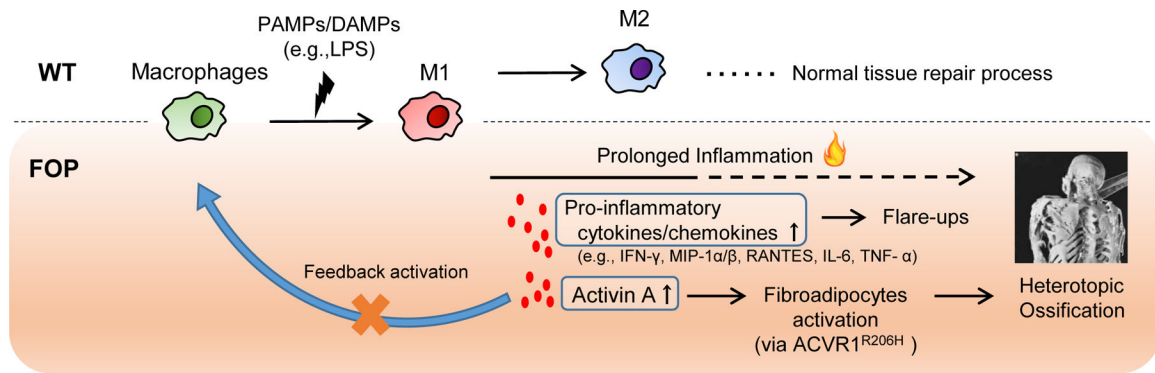 PAMPs/DAMPs
(e.g.,LPS)
M2
WT
Macrophages
M1
Normal tissue repair process
FOP
Prolonged Inflammation
Pro-inflammatory
cytokines/chemokines ↑
Flare-ups
(e.g., IFN-γ, MIP-1α/β, RANTES, IL-6, TNF- α)
Feedback activation
Activin A ↑
Fibroadipocytes
activation
(via ACVR1R206H )
Heterotopic
Ossification